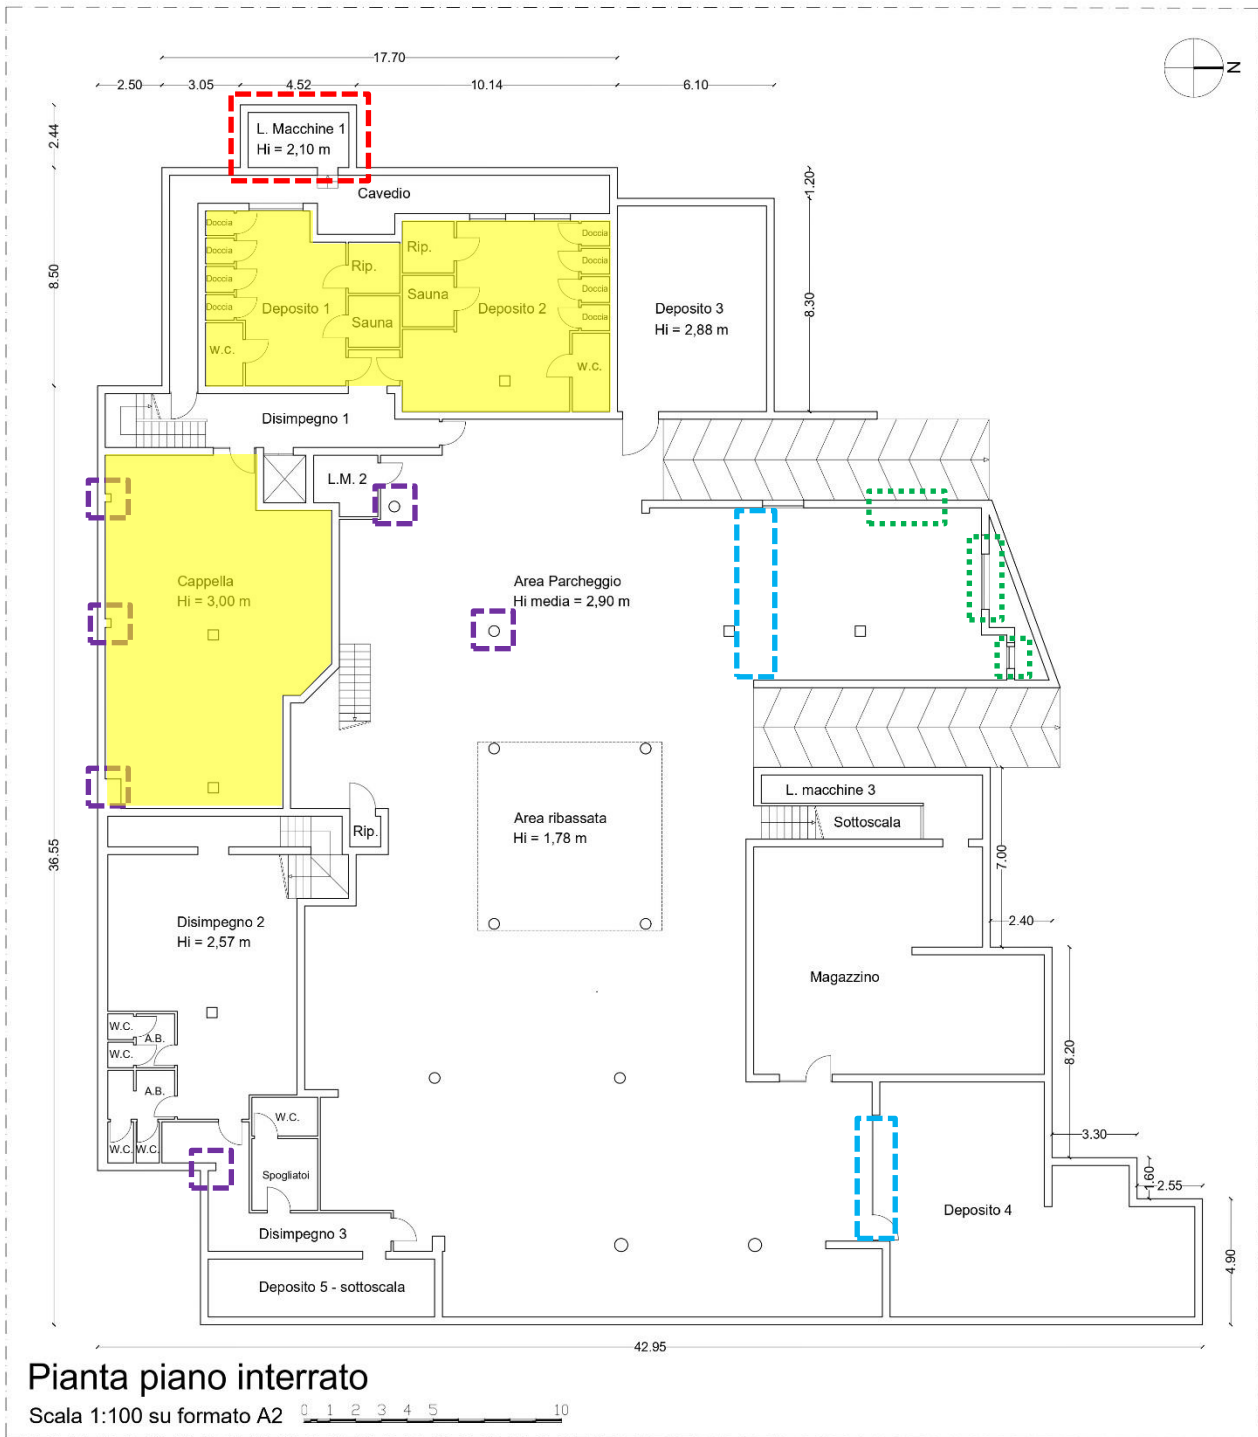 17.70
2.50
3.05
4.52
10.14
6.10
N
2.44
L. Macchine 1
Hi = 2,10 m
Cavedio
1.20
8.50
Doccia
Doccia
Doccia
Doccia
Rip.
Deposito 1
Sauna
W.C.
Rip.
Sauna
Deposito 2
Doccia
Doccia
Doccia
Doccia
W.C.
Deposito 3
Hi = 2,88 m
8.30
Disimpegno 1
L.M. 2
Cappella
Hi = 3,00 m
Area Parcheggio
Hi media = 2,90 m
36.55
Rip.
Area ribassata
Hi = 1,78 m
L. macchine 3
Sottoscala
7.00
2.40
Disimpegno 2
Hi = 2,57 m
Magazzino
W.C.
A.B.
W.C.
A.B.
W.C.
W.C.
W.C.
8.20
3.30
1.60
2.55
Spogliatoi
Deposito 4
Disimpegno 3
4.90
Deposito 5 - sottoscala
42.95
Pianta piano interrato
Scala 1:100 su formato A2
0 1 2 3 4 5 10